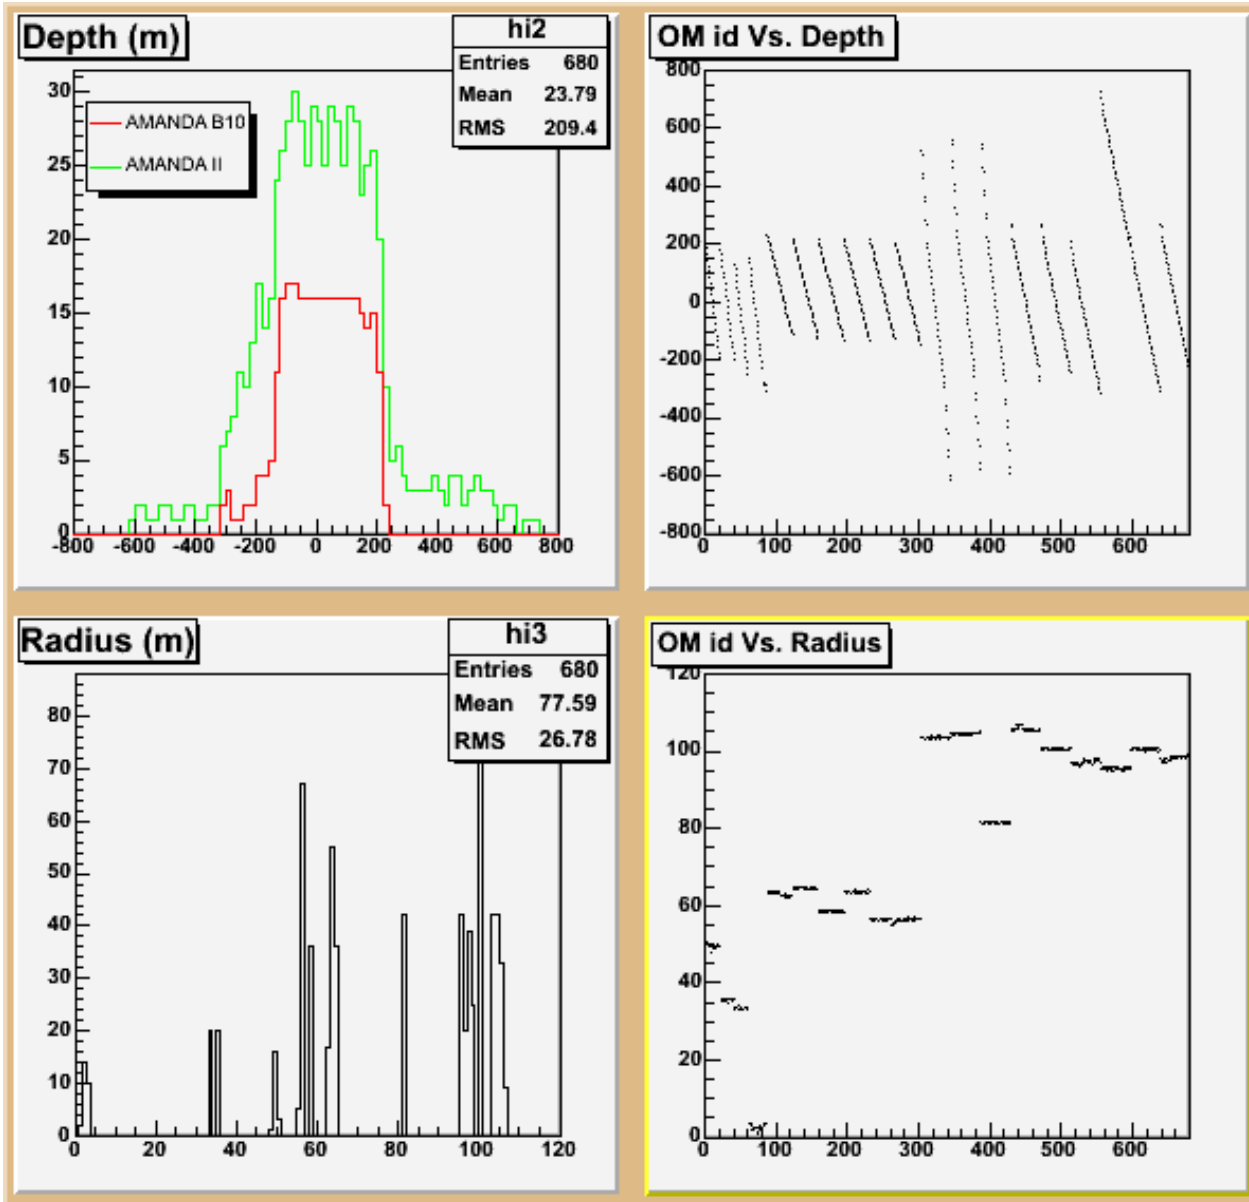 Depth (m)
hi2
Entries 680
Mean 23.79
RMS 209.4
AMANDA B10
AMANDA II
30
25
20
15
10
5
0
-800 -600 -400 -200 0 200 400 600 800
OM id Vs. Depth
800
600
400
200
0
-200
-400
-600
-800
0 100 200 300 400 500 600
Radius (m)
hi3
Entries 680
Mean 77.59
RMS 26.78
80
70
60
50
40
30
20
10
0
0 20 40 60 80 100 120
OM id Vs. Radius
120
100
80
60
40
20
0
0 100 200 300 400 500 600